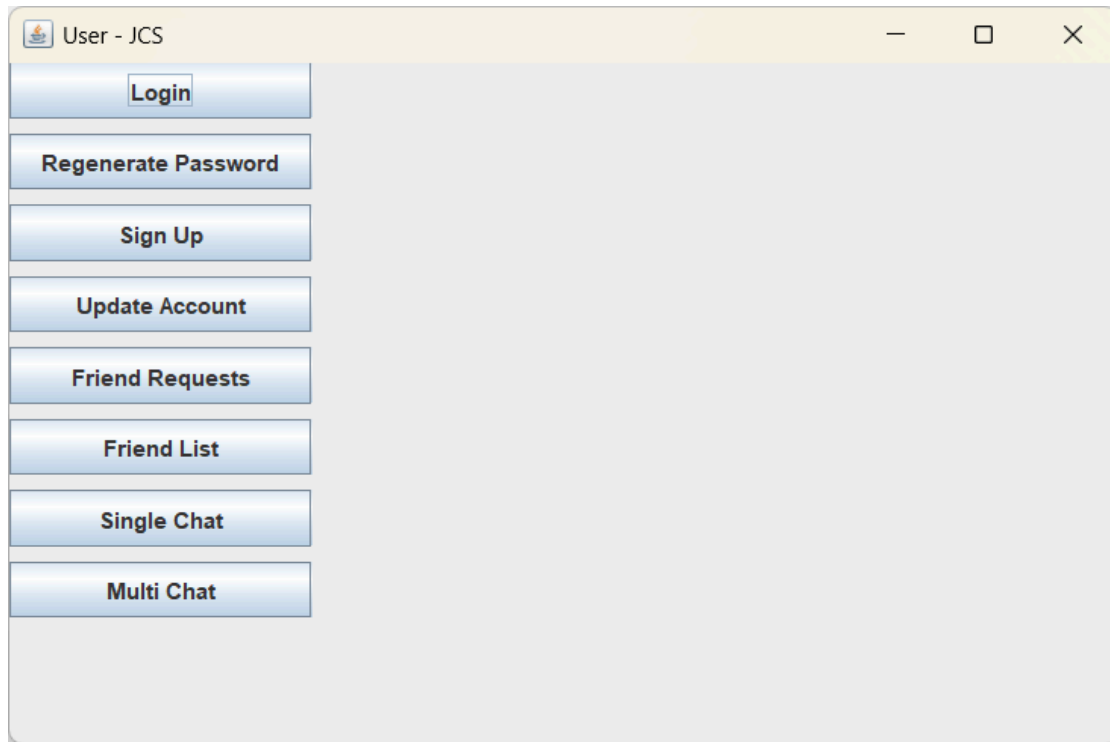 User - JCS
Login
Regenerate Password
Sign Up
Update Account
Friend Requests
Friend List
Single Chat
Multi Chat